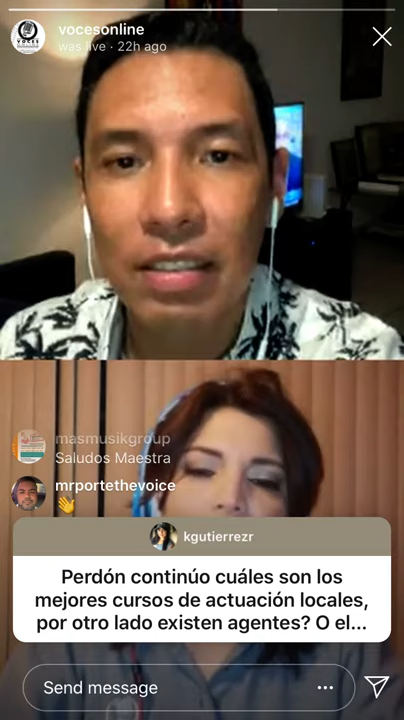 vocesonline
was live · 22h ago
VOCES
masmusikgroup
Saludos Maestra
mrportethevoice
👋
kgutierrezr
Perdón continúo cuáles son los
mejores cursos de actuación locales,
por otro lado existen agentes? O el...
Send message